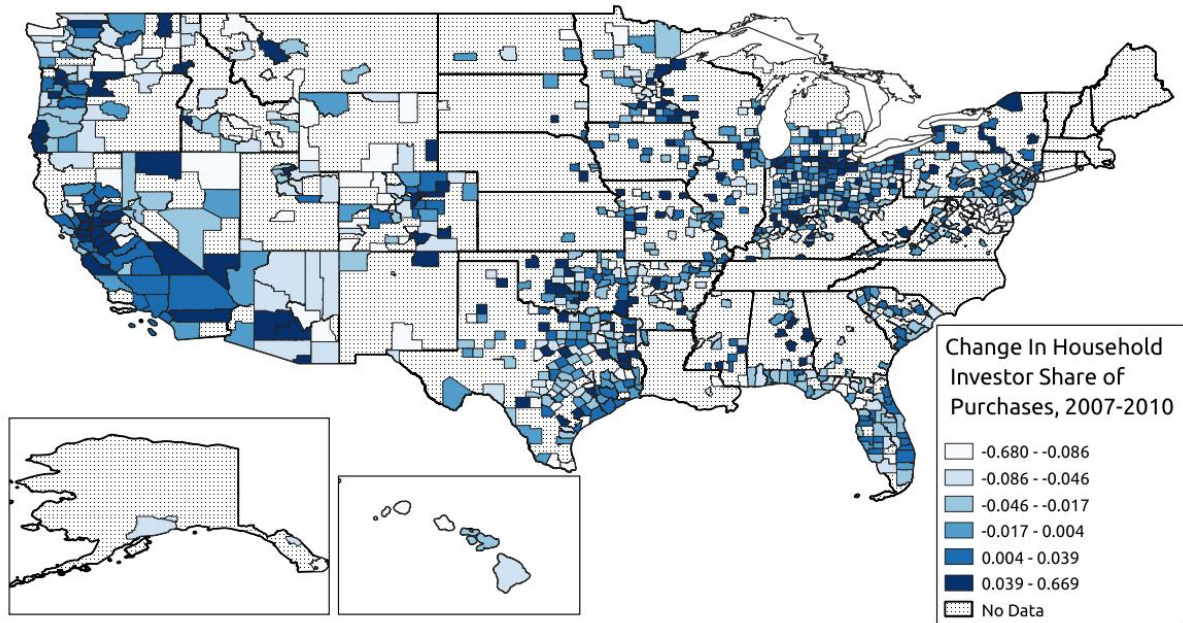 Change In Household
Investor Share of
Purchases, 2007-2010
-0.680 - -0.086
-0.086 - -0.046
-0.046 - -0.017
-0.017 - 0.004
0.004 - 0.039
0.039 - 0.669
No Data